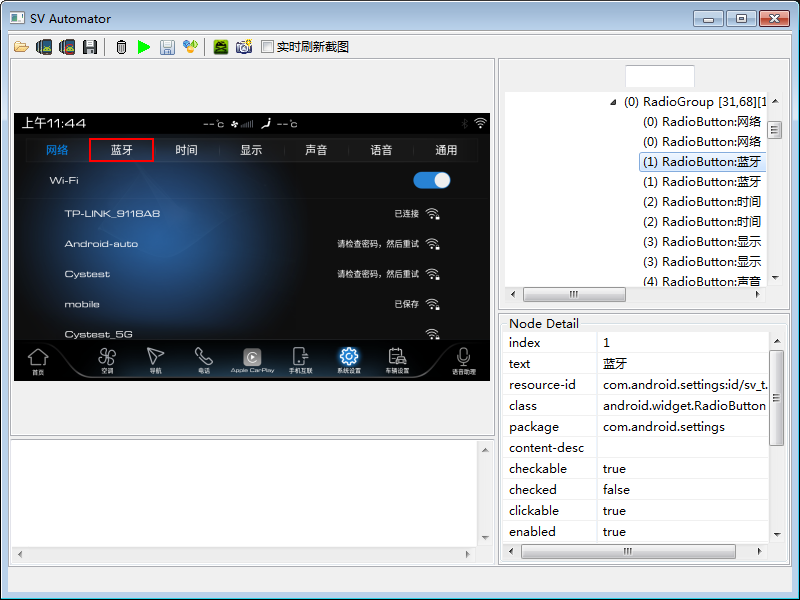 SV Automator
实时刷新截图
上午11:44
--°C
--°C
网络 蓝牙 时间 显示 声音 语音 通用
Wi-Fi
TP-LINK_9118A8 已连接
Android-auto 请检查密码，然后重试
Cystest 请检查密码，然后重试
mobile 已保存
Cystest_5G
首页 空调 导航 电话 Apple CarPlay 手机互联 系统设置 车辆设置 语音助理
(0) RadioGroup [31,68][1
(0) RadioButton:网络
(0) RadioButton:网络
(1) RadioButton:蓝牙
(1) RadioButton:蓝牙
(2) RadioButton:时间
(2) RadioButton:时间
(3) RadioButton:显示
(3) RadioButton:显示
(4) RadioButton:声音
Node Detail
index 1
text 蓝牙
resource-id com.android.settings:id/sv_t.
class android.widget.RadioButton
package com.android.settings
content-desc
checkable true
checked false
clickable true
enabled true